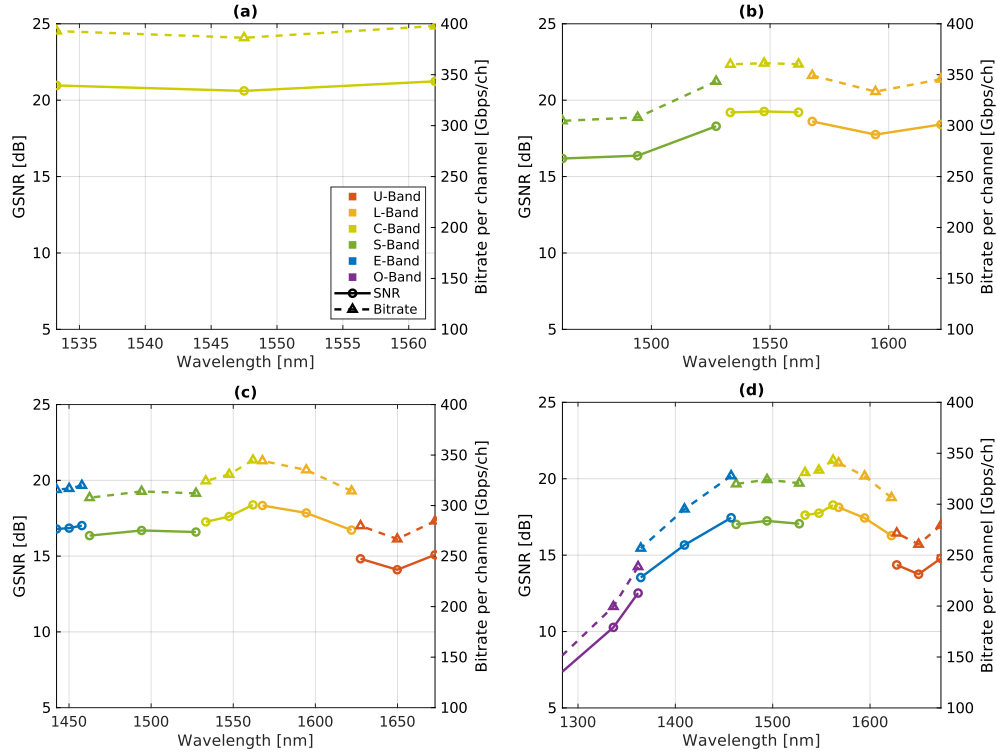 (a)
25
20
15
10
5
GSNR [dB]
400
350
300
250
200
150
100
Bitrate per channel [Gbps/ch]
U-Band
L-Band
C-Band
S-Band
E-Band
O-Band
SNR
Bitrate
1535 1540 1545 1550 1555 1560
Wavelength [nm]
(b)
25
20
15
10
5
GSNR [dB]
400
350
300
250
200
150
100
Bitrate per channel [Gbps/ch]
1500 1550 1600
Wavelength [nm]
(c)
25
20
15
10
5
GSNR [dB]
400
350
300
250
200
150
100
Bitrate per channel [Gbps/ch]
1450 1500 1550 1600 1650
Wavelength [nm]
(d)
25
20
15
10
5
GSNR [dB]
400
350
300
250
200
150
100
Bitrate per channel [Gbps/ch]
1300 1400 1500 1600
Wavelength [nm]